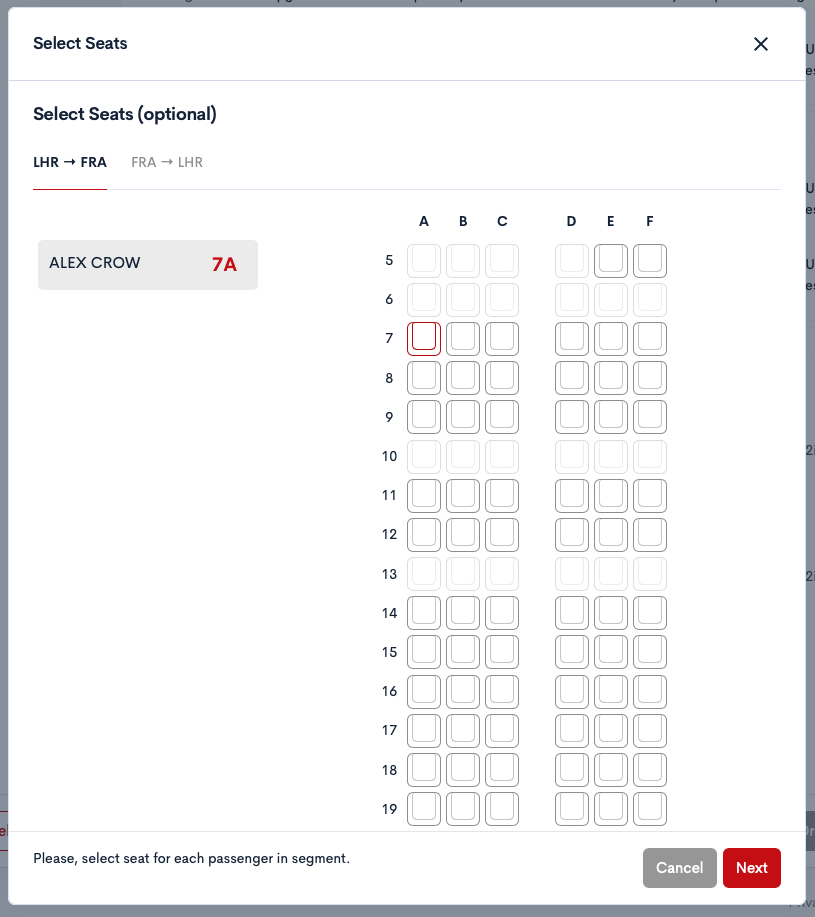 Select Seats
Select Seats (optional)
LHR → FRA FRA → LHR
A B C D E F
ALEX CROW 7A
5
6
7
8
9
10
11
12
13
14
15
16
17
18
19
Please, select seat for each passenger in segment.
Cancel Next